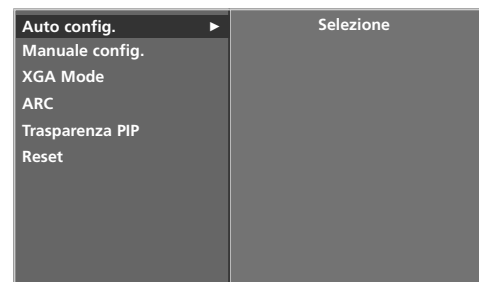 Auto config. ► Selezione
Manuale config.
XGA Mode
ARC
Trasparenza PIP
Reset